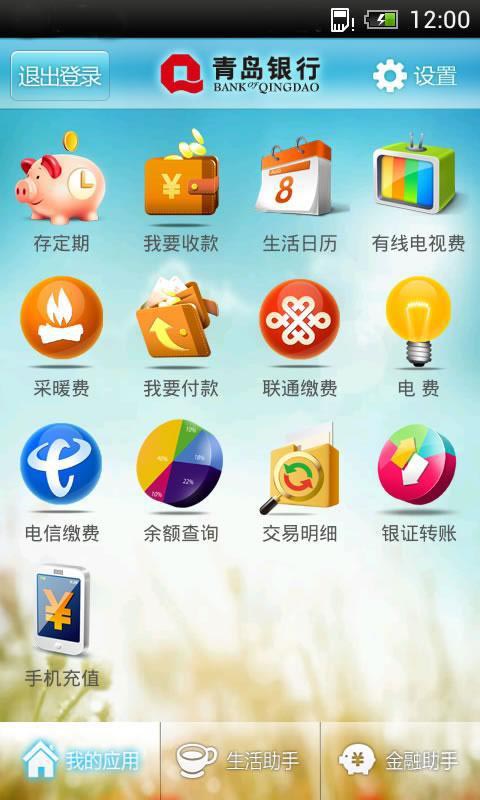 12:00
退出登录
青岛银行
BANK OF QINGDAO
设置
8
存定期
我要收款
生活日历
有线电视费
采暖费
我要付款
联通缴费
电 费
10%
40%
18%
22%
10%
电信缴费
余额查询
交易明细
银证转账
手机充值
我的应用
生活助手
金融助手